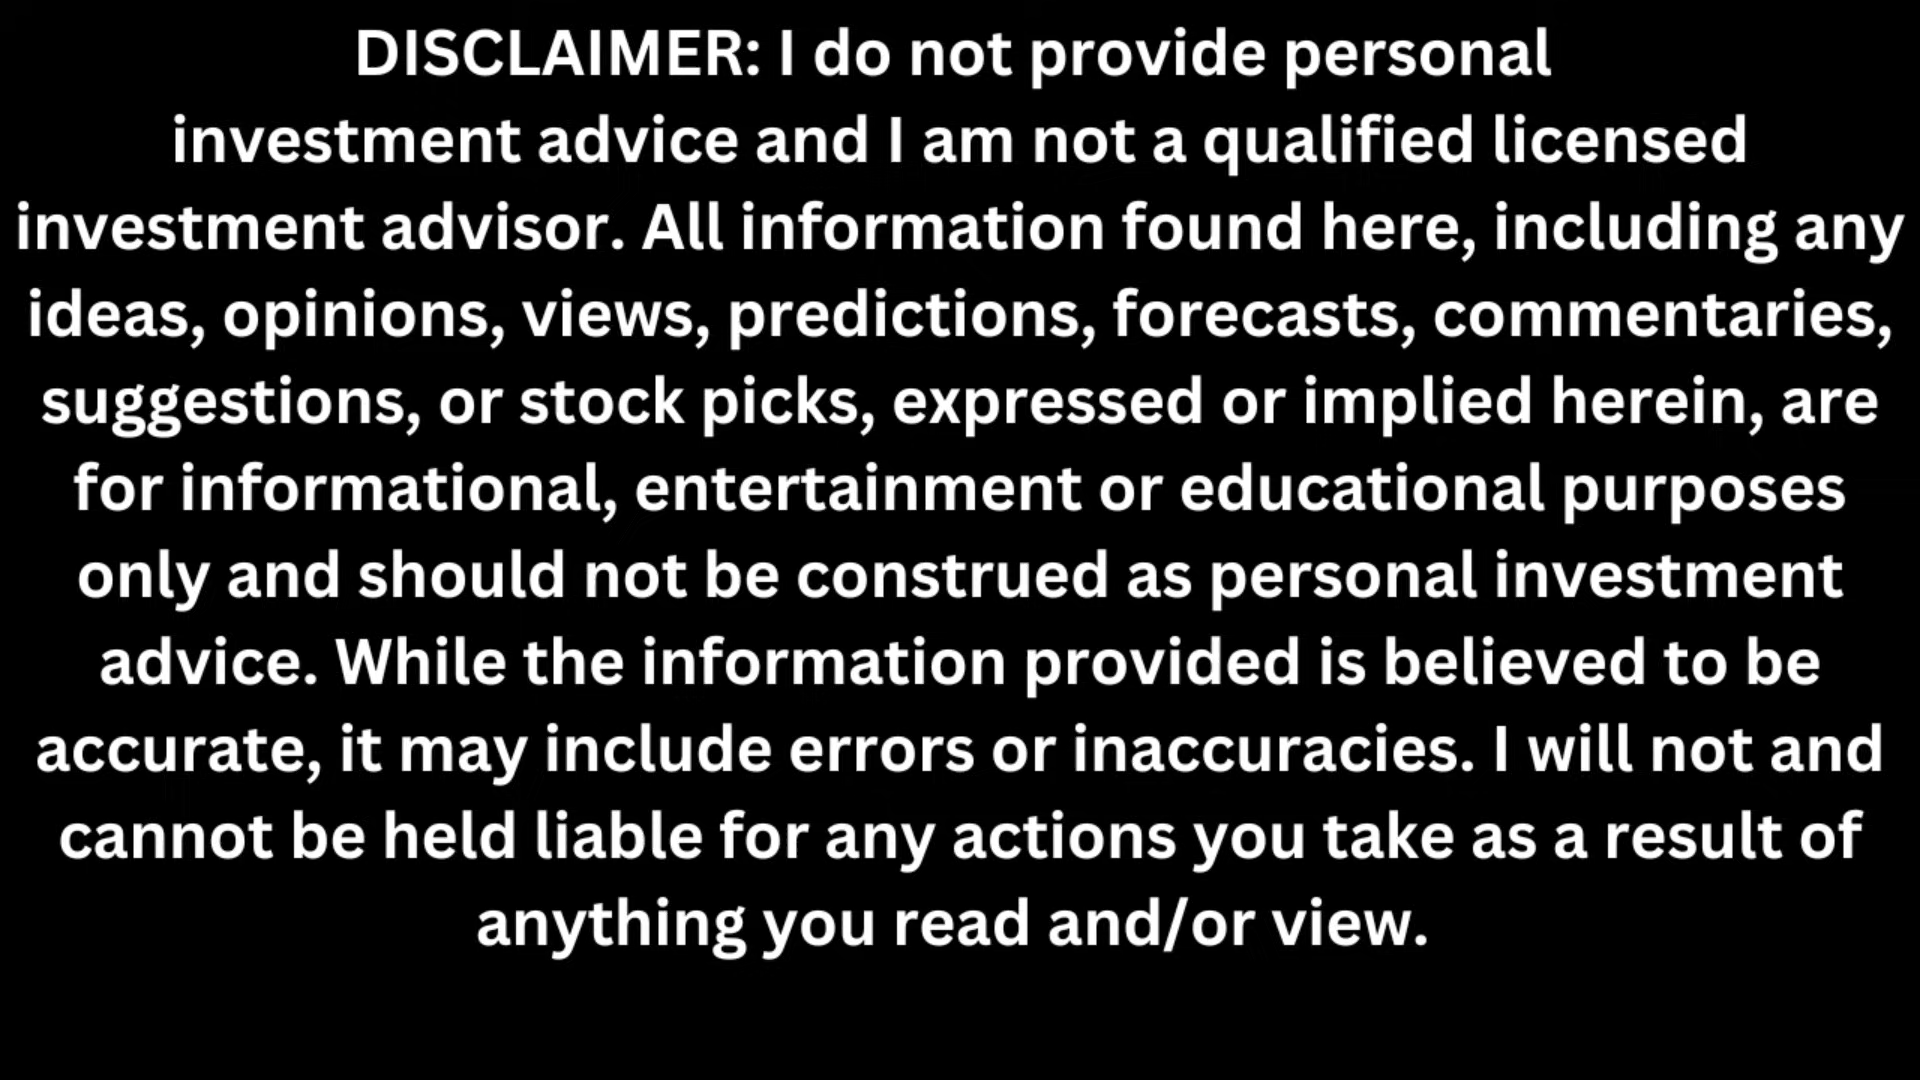 DISCLAIMER: I do not provide personal
investment advice and I am not a qualified licensed
investment advisor. All information found here, including any
ideas, opinions, views, predictions, forecasts, commentaries,
suggestions, or stock picks, expressed or implied herein, are
for informational, entertainment or educational purposes
only and should not be construed as personal investment
advice. While the information provided is believed to be
accurate, it may include errors or inaccuracies. I will not and
cannot be held liable for any actions you take as a result of
anything you read and/or view.